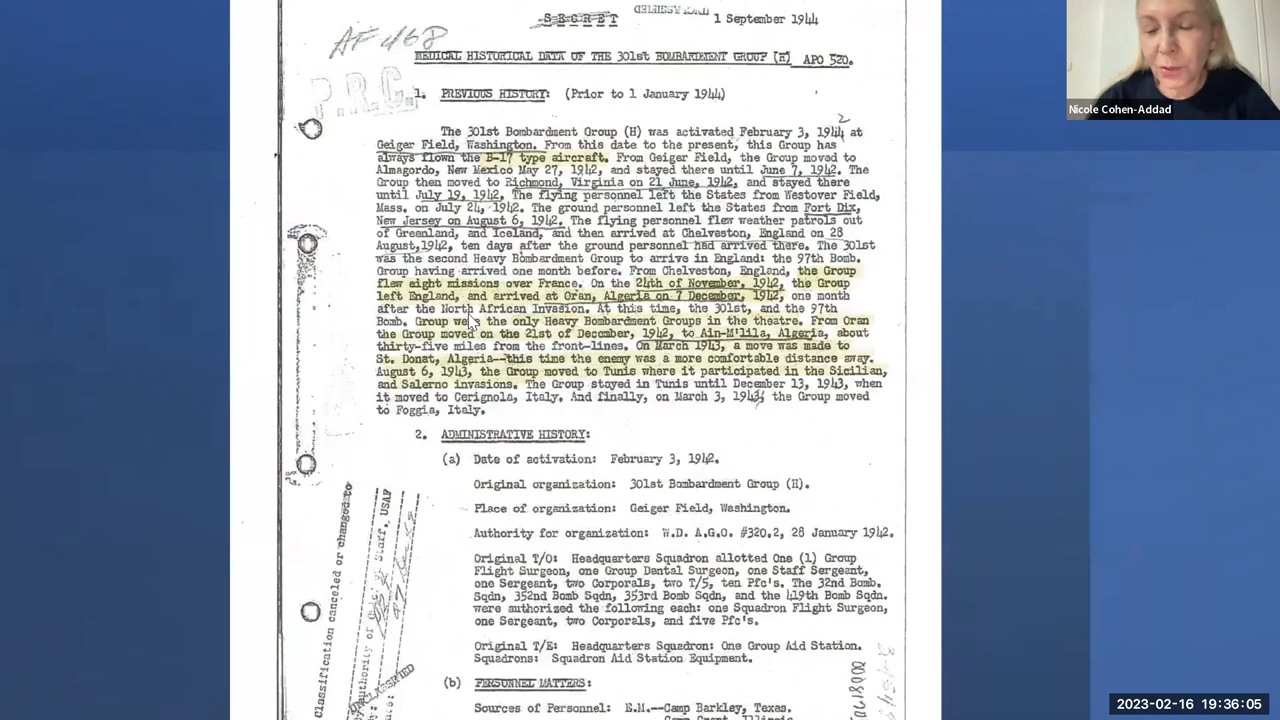 SECRET
1 September 1944
AF 468
MEDICAL HISTORICAL DATA OF THE 301st BOMBARDMENT GROUP (H) APO 520.
P.R.C.
1. PREVIOUS HISTORY: (Prior to 1 January 1944)
2
The 301st Bombardment Group (H) was activated February 3, 1944 at
Geiger Field, Washington. From this date to the present, this Group has
always flown the B-17 type aircraft. From Geiger Field, the Group moved to
Almagordo, New Mexico May 27, 1942, and stayed there until June 7, 1942. The
Group then moved to Richmond, Virginia on 21 June, 1942, and stayed there
until July 19, 1942. The flying personnel left the States from Westover Field,
Mass. on July 24, 1942. The ground personnel left the States from Fort Dix,
New Jersey on August 6, 1942. The flying personnel flew weather patrols out
of Greenland, and Iceland, and then arrived at Chelveston, England on 28
August,1942, ten days after the ground personnel had arrived there. The 301st
was the second Heavy Bombardment Group to arrive in England: the 97th Bomb.
Group having arrived one month before. From Chelveston, England, the Group
flew eight missions over France. On the 24th of November, 1942, the Group
left England, and arrived at Oran, Algeria on 7 December, 1942, one month
after the North African Invasion. At this time, the 301st, and the 97th
Bomb. Group were the only Heavy Bombardment Groups in the theatre. From Oran
the Group moved on the 21st of December, 1942, to Ain-M'lila, Algeria, about
thirty-five miles from the front-lines. On March 1943, a move was made to
St. Donat, Algeria--this time the enemy was a more comfortable distance away.
August 6, 1943, the Group moved to Tunis where it participated in the Sicilian,
and Salerno invasions. The Group stayed in Tunis until December 13, 1943, when
it moved to Cerignola, Italy. And finally, on March 3, 1943, the Group moved
to Foggia, Italy.
2. ADMINISTRATIVE HISTORY:
(a) Date of activation: February 3, 1942.
Original organization: 301st Bombardment Group (H).
Place of organization: Geiger Field, Washington.
Authority for organization: W.D. A.G.O. #320.2, 28 January 1942.
Original T/O: Headquarters Squadron allotted One (1) Group
Flight Surgeon, one Group Dental Surgeon, one Staff Sergeant,
one Sergeant, two Corporals, two T/5, ten Pfc's. The 32nd Bomb.
Sqdn, 352nd Bomb Sqdn, 353rd Bomb Sqdn, and the 419th Bomb Sqdn.
were authorized the following each: one Squadron Flight Surgeon,
one Sergeant, two Corporals, and five Pfc's.
Original T/E: Headquarters Squadron: One Group Aid Station.
Squadrons: Squadron Aid Station Equipment.
(b) PERSONNEL MATTERS:
Sources of Personnel: E.M.--Camp Barkley, Texas.
Camp Grant, Illinois
Classification canceled or changed to
authority of
Staff, USAF
UNCLASSIFIED
Nicole Cohen-Addad
2023-02-16 19:36:05